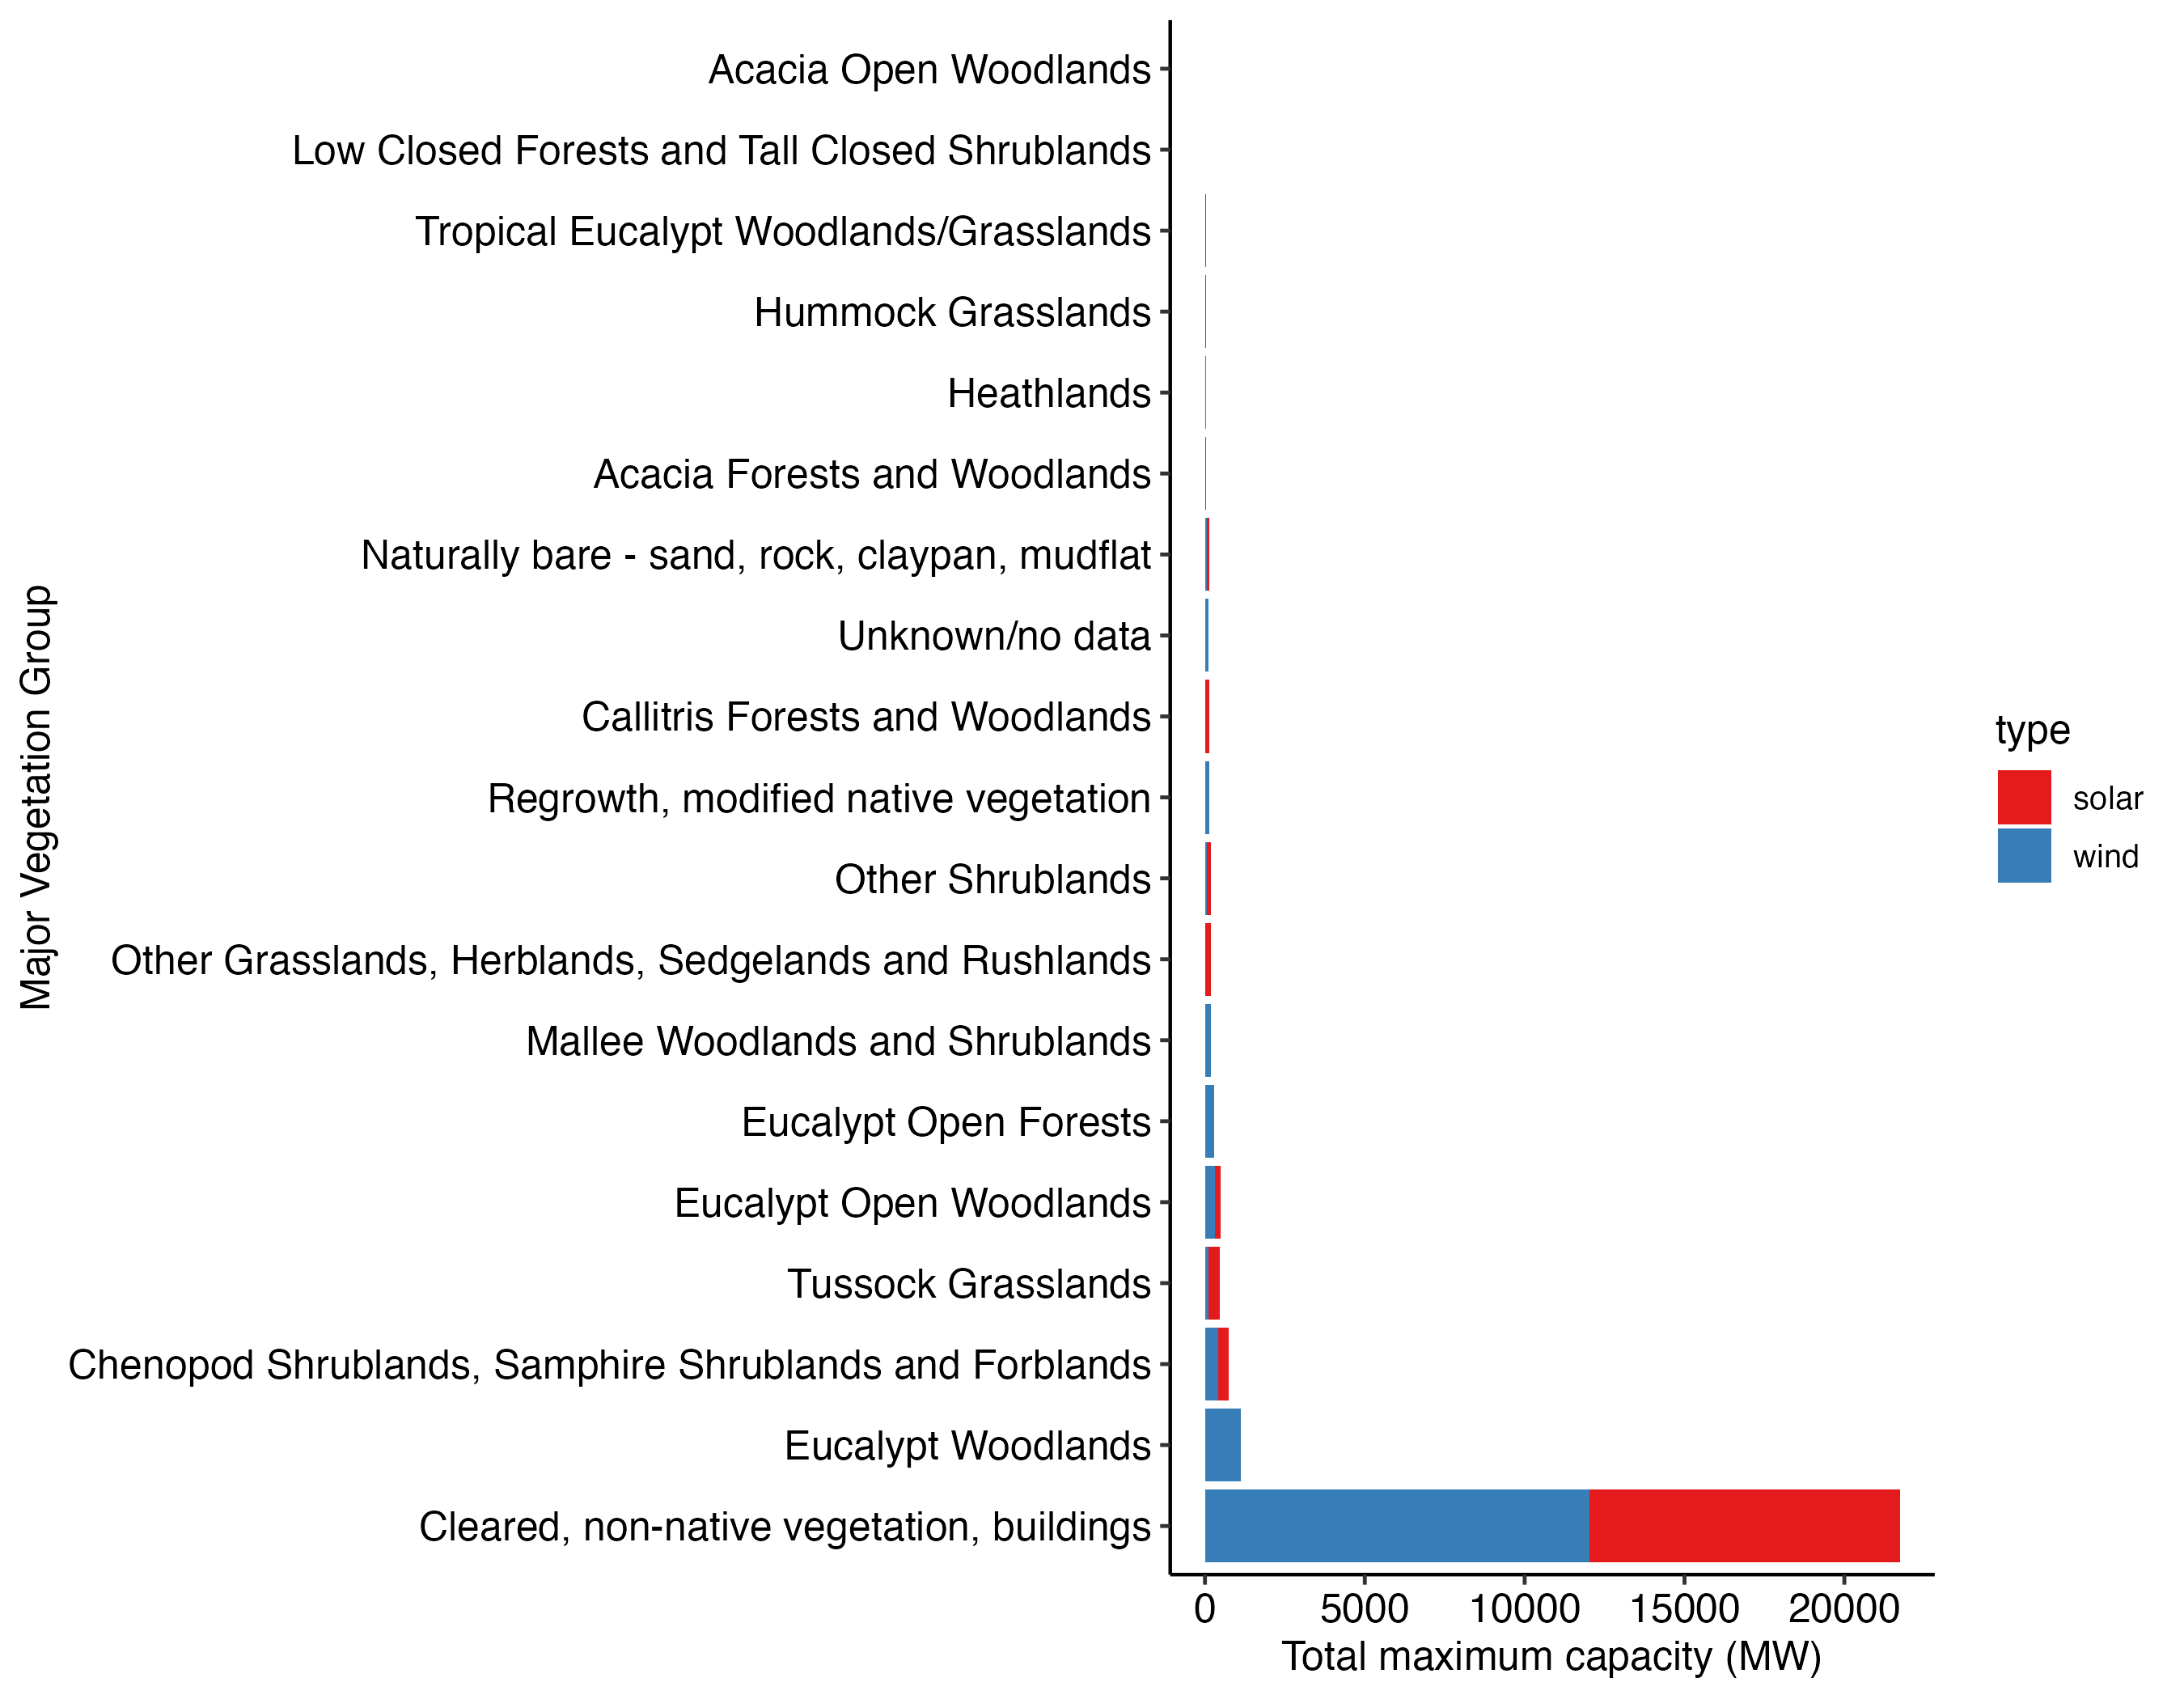 Major Vegetation Group
Acacia Open Woodlands
Low Closed Forests and Tall Closed Shrublands
Tropical Eucalypt Woodlands/Grasslands
Hummock Grasslands
Heathlands
Acacia Forests and Woodlands
Naturally bare - sand, rock, claypan, mudflat
Unknown/no data
Callitris Forests and Woodlands
Regrowth, modified native vegetation
Other Shrublands
Other Grasslands, Herblands, Sedgelands and Rushlands
Mallee Woodlands and Shrublands
Eucalypt Open Forests
Eucalypt Open Woodlands
Tussock Grasslands
Chenopod Shrublands, Samphire Shrublands and Forblands
Eucalypt Woodlands
Cleared, non-native vegetation, buildings
0 5000 10000 15000 20000
Total maximum capacity (MW)
type
solar
wind